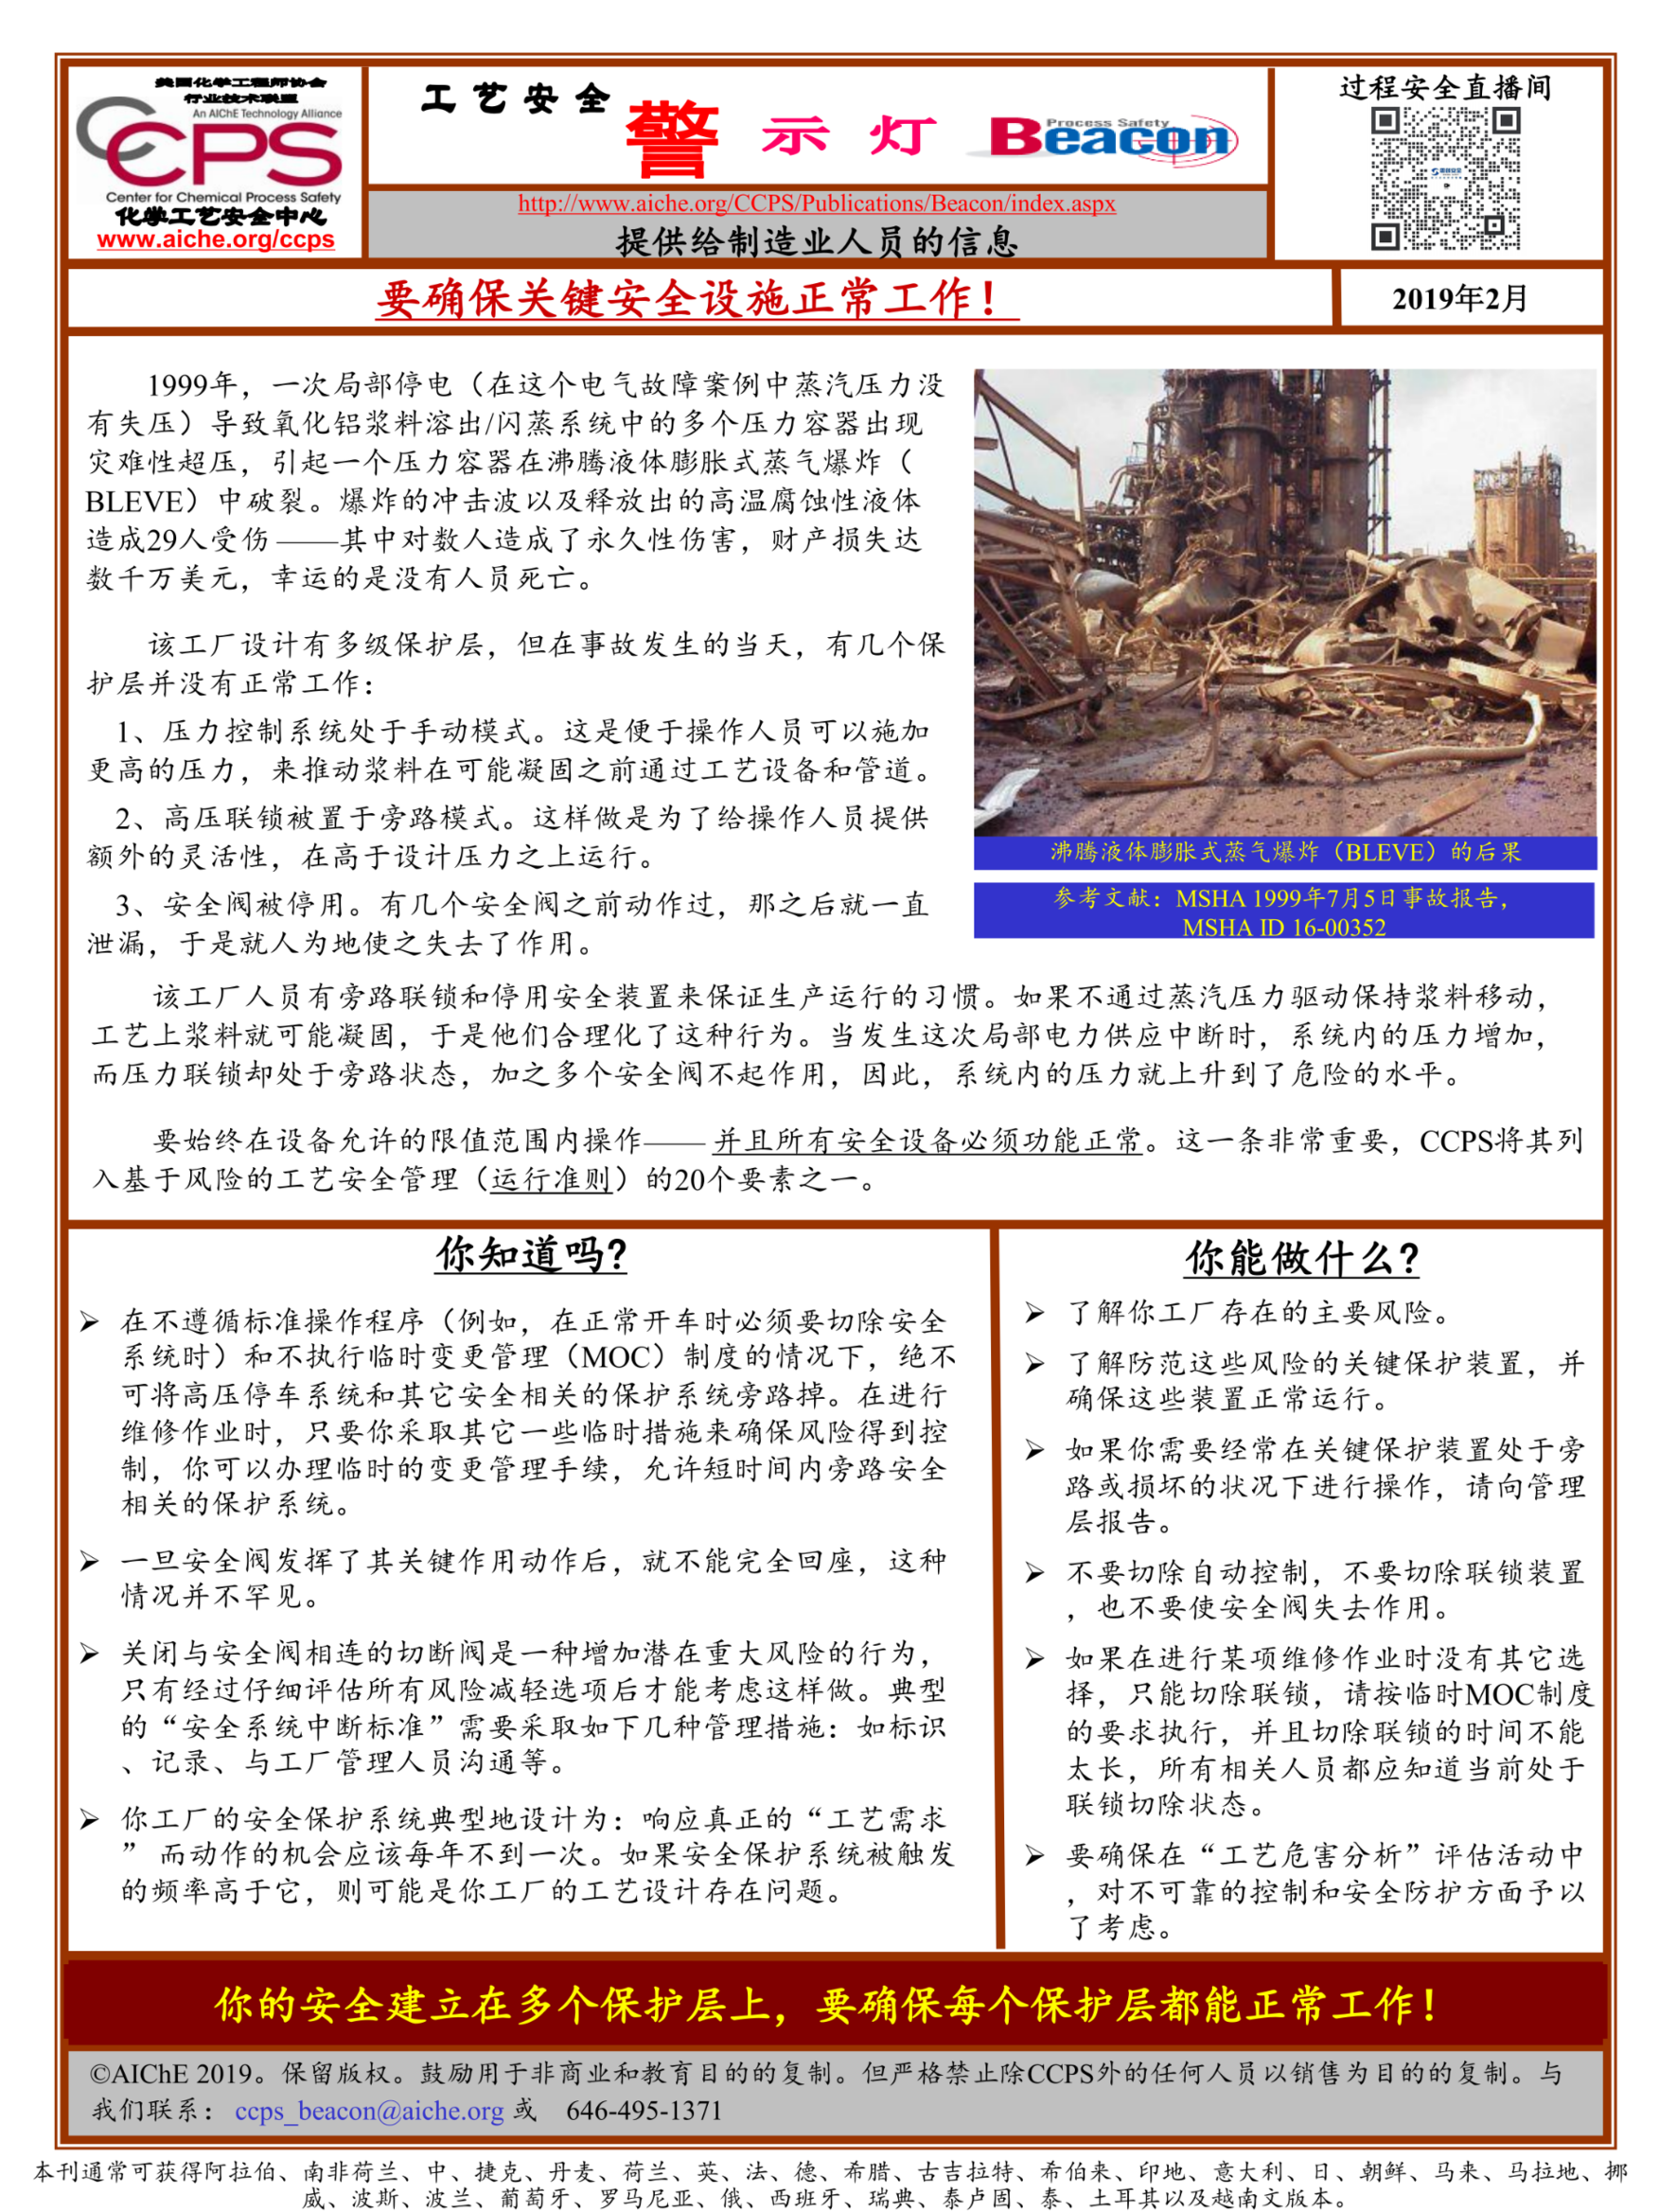 美国化学工程师协会
行业技术联盟
An AIChE Technology Alliance
CCPS
Center for Chemical Process Safety
化学工艺安全中心
www.aiche.org/ccps
工艺安全
警示灯
Process Safety
Beacon
http://www.aiche.org/CCPS/Publications/Beacon/index.aspx
提供给制造业人员的信息
过程安全直播间
要确保关键安全设施正常工作！
2019年2月
1999年，一次局部停电（在这个电气故障案例中蒸汽压力没
有失压）导致氧化铝浆料溶出/闪蒸系统中的多个压力容器出现
灾难性超压，引起一个压力容器在沸腾液体膨胀式蒸气爆炸（
BLEVE）中破裂。爆炸的冲击波以及释放出的高温腐蚀性液体
造成29人受伤 ——其中对数人造成了永久性伤害，财产损失达
数千万美元，幸运的是没有人员死亡。
该工厂设计有多级保护层，但在事故发生的当天，有几个保
护层并没有正常工作：
1、压力控制系统处于手动模式。这是便于操作人员可以施加
更高的压力，来推动浆料在可能凝固之前通过工艺设备和管道。
2、高压联锁被置于旁路模式。这样做是为了给操作人员提供
额外的灵活性，在高于设计压力之上运行。
3、安全阀被停用。有几个安全阀之前动作过，那之后就一直
泄漏，于是就人为地使之失去了作用。
沸腾液体膨胀式蒸气爆炸（BLEVE）的后果
参考文献：MSHA 1999年7月5日事故报告，
MSHA ID 16-00352
该工厂人员有旁路联锁和停用安全装置来保证生产运行的习惯。如果不通过蒸汽压力驱动保持浆料移动，
工艺上浆料就可能凝固，于是他们合理化了这种行为。当发生这次局部电力供应中断时，系统内的压力增加，
而压力联锁却处于旁路状态，加之多个安全阀不起作用，因此，系统内的压力就上升到了危险的水平。
要始终在设备允许的限值范围内操作—— 并且所有安全设备必须功能正常。这一条非常重要，CCPS将其列
入基于风险的工艺安全管理（运行准则）的20个要素之一。
你知道吗?
➢ 在不遵循标准操作程序（例如，在正常开车时必须要切除安全
系统时）和不执行临时变更管理（MOC）制度的情况下，绝不
可将高压停车系统和其它安全相关的保护系统旁路掉。在进行
维修作业时，只要你采取其它一些临时措施来确保风险得到控
制，你可以办理临时的变更管理手续，允许短时间内旁路安全
相关的保护系统。
➢ 一旦安全阀发挥了其关键作用动作后，就不能完全回座，这种
情况并不罕见。
➢ 关闭与安全阀相连的切断阀是一种增加潜在重大风险的行为，
只有经过仔细评估所有风险减轻选项后才能考虑这样做。典型
的“安全系统中断标准”需要采取如下几种管理措施：如标识
、记录、与工厂管理人员沟通等。
➢ 你工厂的安全保护系统典型地设计为：响应真正的“工艺需求
” 而动作的机会应该每年不到一次。如果安全保护系统被触发
的频率高于它，则可能是你工厂的工艺设计存在问题。
你能做什么?
➢ 了解你工厂存在的主要风险。
➢ 了解防范这些风险的关键保护装置，并
确保这些装置正常运行。
➢ 如果你需要经常在关键保护装置处于旁
路或损坏的状况下进行操作，请向管理
层报告。
➢ 不要切除自动控制，不要切除联锁装置
，也不要使安全阀失去作用。
➢ 如果在进行某项维修作业时没有其它选
择，只能切除联锁，请按临时MOC制度
的要求执行，并且切除联锁的时间不能
太长，所有相关人员都应知道当前处于
联锁切除状态。
➢ 要确保在“工艺危害分析”评估活动中
，对不可靠的控制和安全防护方面予以
了考虑。
你的安全建立在多个保护层上，要确保每个保护层都能正常工作！
©AIChE 2019。保留版权。鼓励用于非商业和教育目的的复制。但严格禁止除CCPS外的任何人员以销售为目的的复制。与
我们联系： ccps_beacon@aiche.org 或 646-495-1371
本刊通常可获得阿拉伯、南非荷兰、中、捷克、丹麦、荷兰、英、法、德、希腊、古吉拉特、希伯来、印地、意大利、日、朝鲜、马来、马拉地、挪
威、波斯、波兰、葡萄牙、罗马尼亚、俄、西班牙、瑞典、泰卢固、泰、土耳其以及越南文版本。